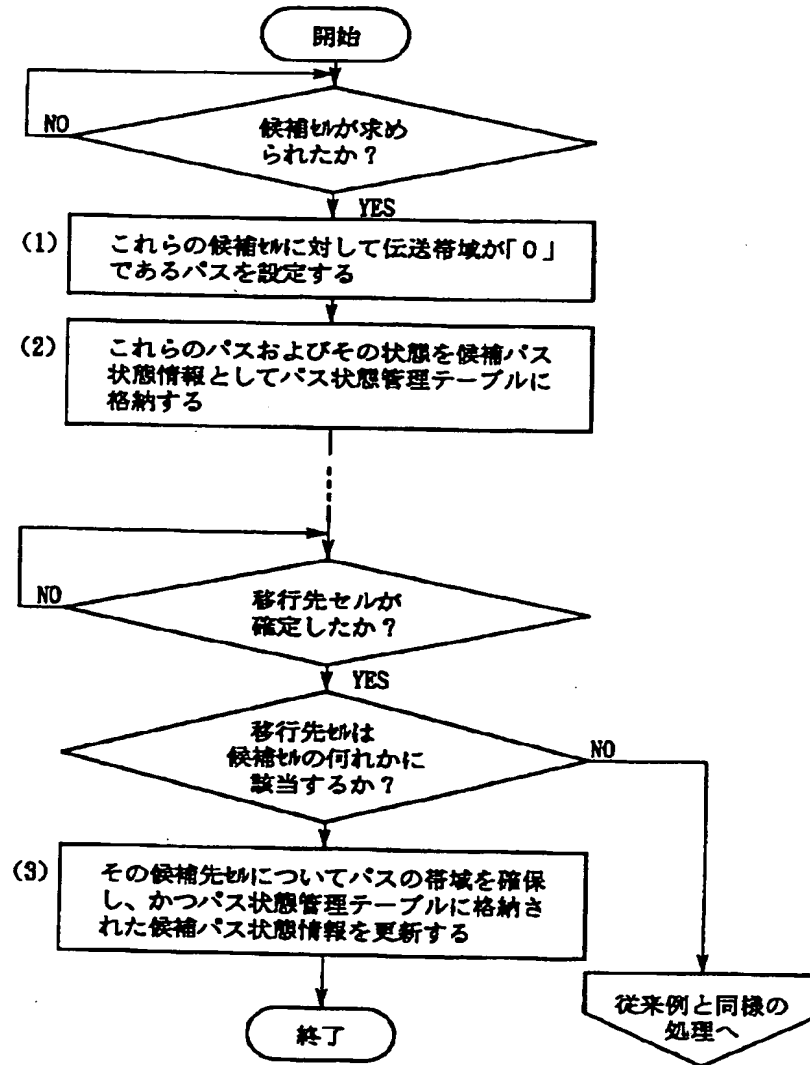 開始
候補ｾﾙが求め
られたか？
NO
YES
(1)
これらの候補ｾﾙに対して伝送帯域が「０」
であるパスを設定する
(2)
これらのパスおよびその状態を候補パス
状態情報としてパス状態管理テーブルに
格納する
移行先セルが
確定したか？
NO
YES
移行先ｾﾙは
候補ｾﾙの何れかに
該当するか？
NO
(3)
その候補先ｾﾙについてパスの帯域を確保
し、かつパス状態管理テーブルに格納さ
れた候補パス状態情報を更新する
終了
従来例と同様の
処理へ